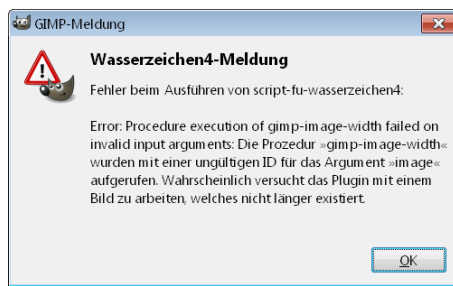 GIMP-Meldung
Wasserzeichen4-Meldung
Fehler beim Ausführen von script-fu-wasserzeichen4:
Error: Procedure execution of gimp-image-width failed on
invalid input arguments: Die Prozedur »gimp-image-width«
wurden mit einer ungültigen ID für das Argument »image«
aufgerufen. Wahrscheinlich versucht das Plugin mit einem
Bild zu arbeiten, welches nicht länger existiert.
OK